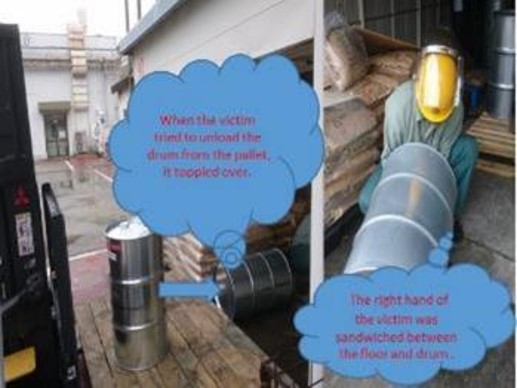 When the victim
tried to unload the
drum from the pallet,
it toppled over.
The right hand of
the victim was
sandwiched between
the floor and drum.